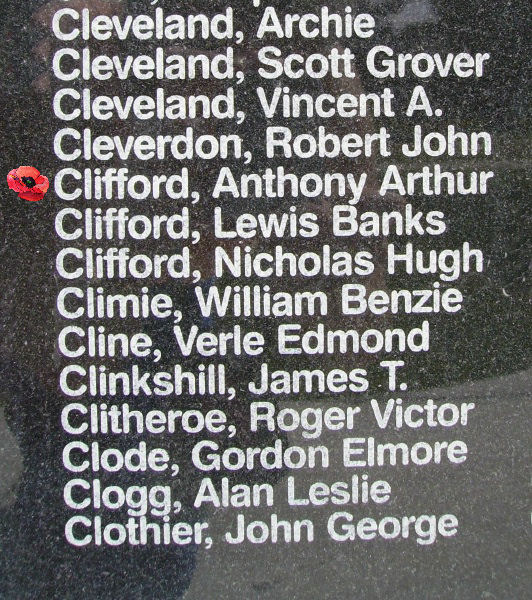 Cleveland, Archie
Cleveland, Scott Grover
Cleveland, Vincent A.
Cleverdon, Robert John
Clifford, Anthony Arthur
Clifford, Lewis Banks
Clifford, Nicholas Hugh
Climie, William Benzie
Cline, Verle Edmond
Clinkshill, James T.
Clitheroe, Roger Victor
Clode, Gordon Elmore
Clogg, Alan Leslie
Clothier, John George